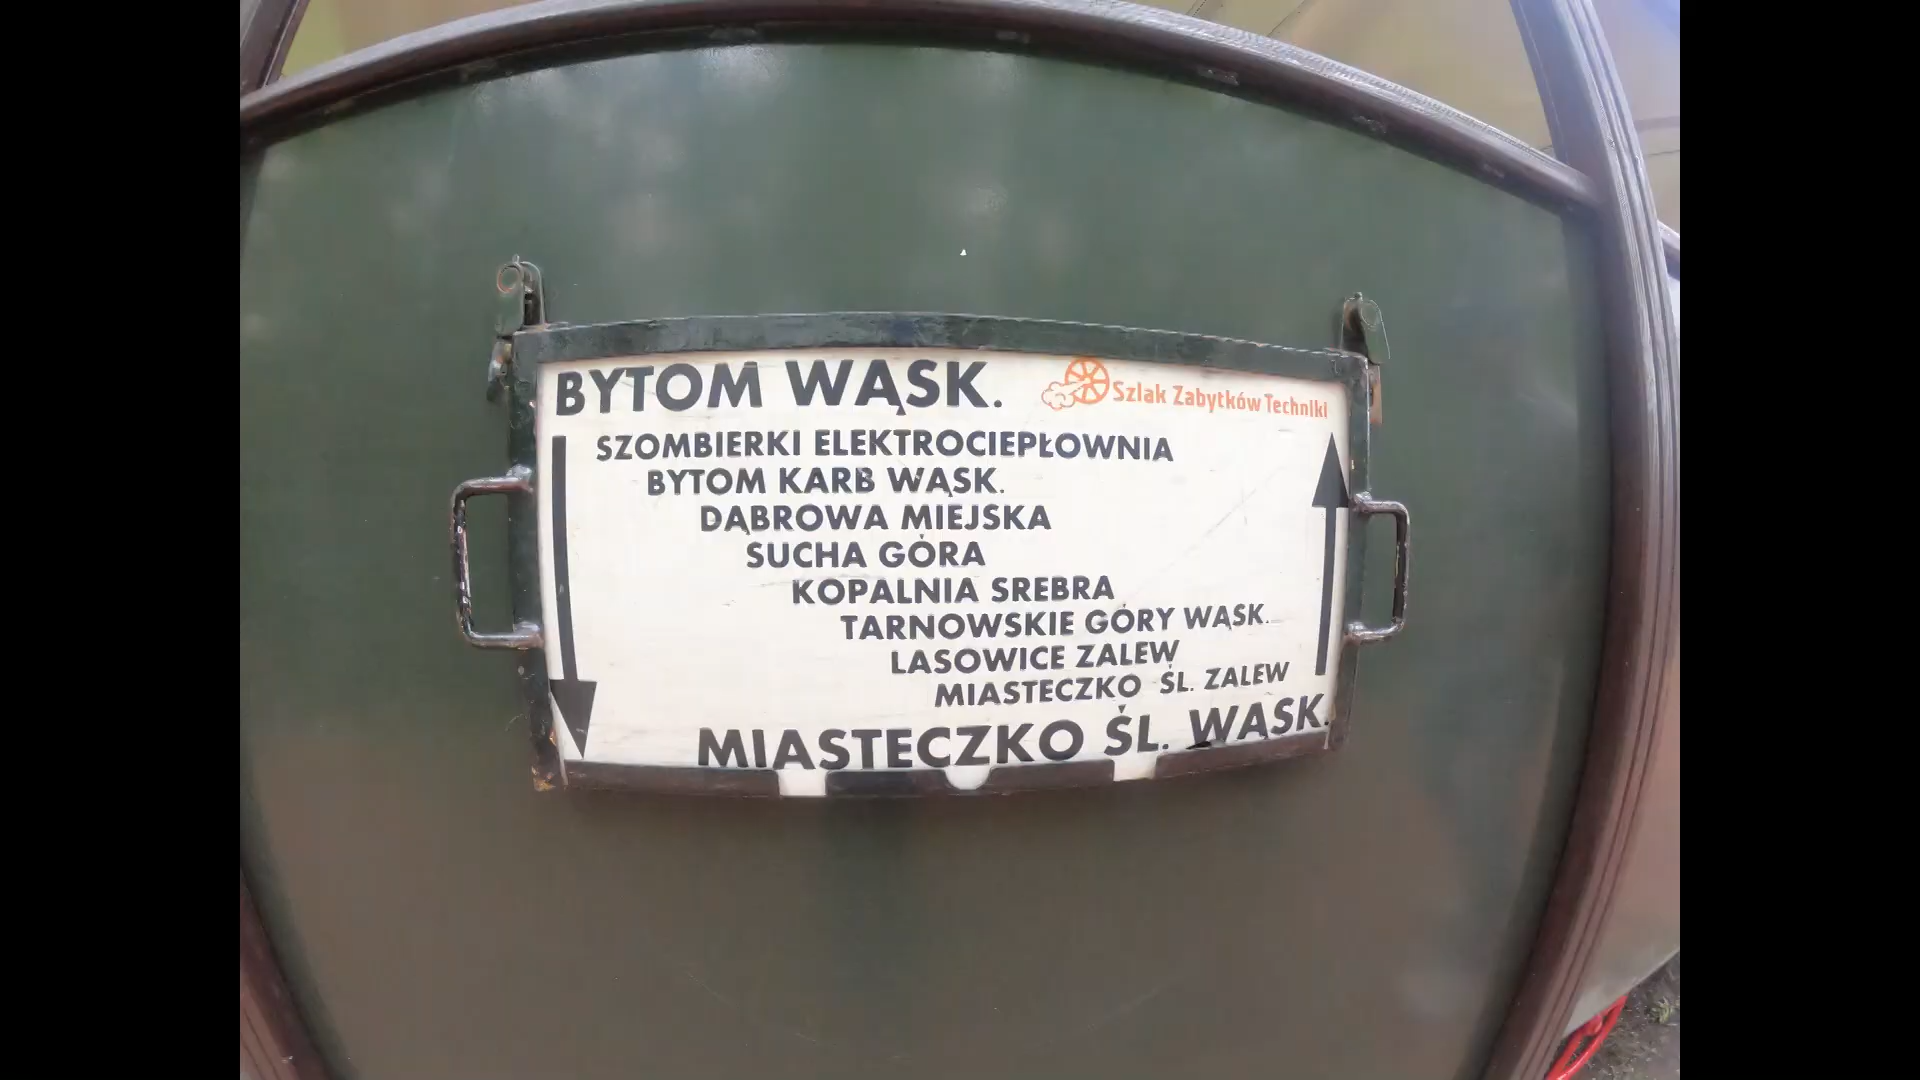 BYTOM WĄSK.
Szlak Zabytków Techniki
SZOMBIERKI ELEKTROCIEPŁOWNIA
BYTOM KARB WĄSK.
DĄBROWA MIEJSKA
SUCHA GÓRA
KOPALNIA SREBRA
TARNOWSKIE GÓRY WĄSK.
LASOWICE ZALEW
MIASTECZKO ŚL. ZALEW
MIASTECZKO ŚL. WĄSK.